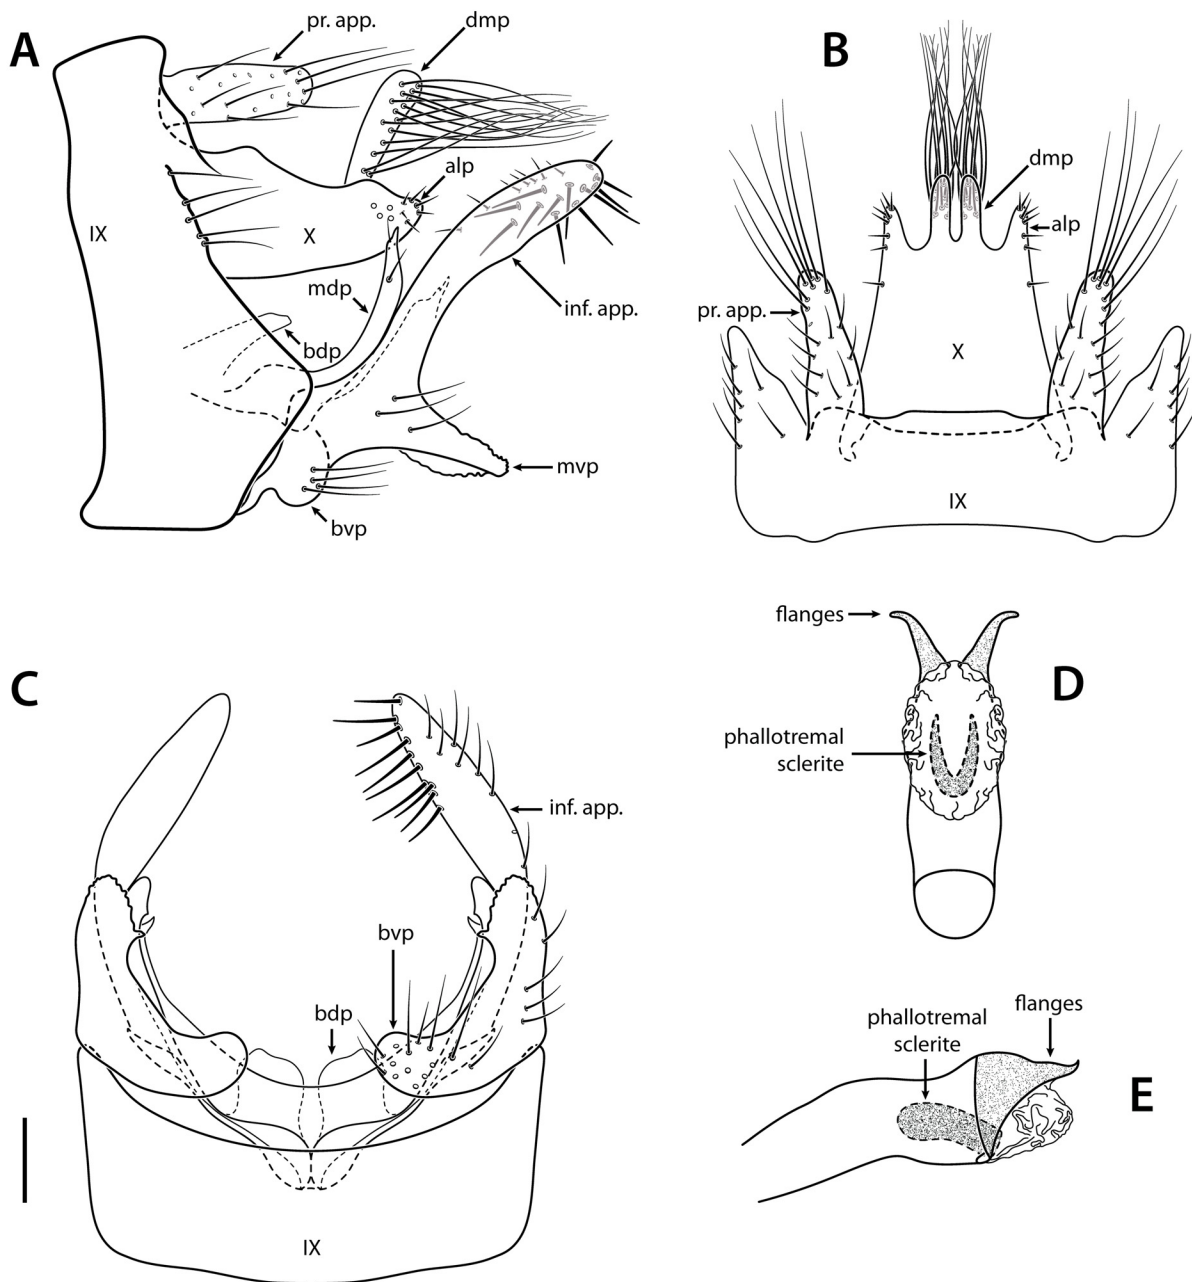 A
pr. app.
dmp
alp
IX
X
mdp
bdp
inf. app.
mvp
bvp
B
dmp
alp
pr. app.
X
IX
C
inf. app.
bvp
bdp
IX
flanges
D
phallotremal
sclerite
phallotremal
sclerite
flanges
E